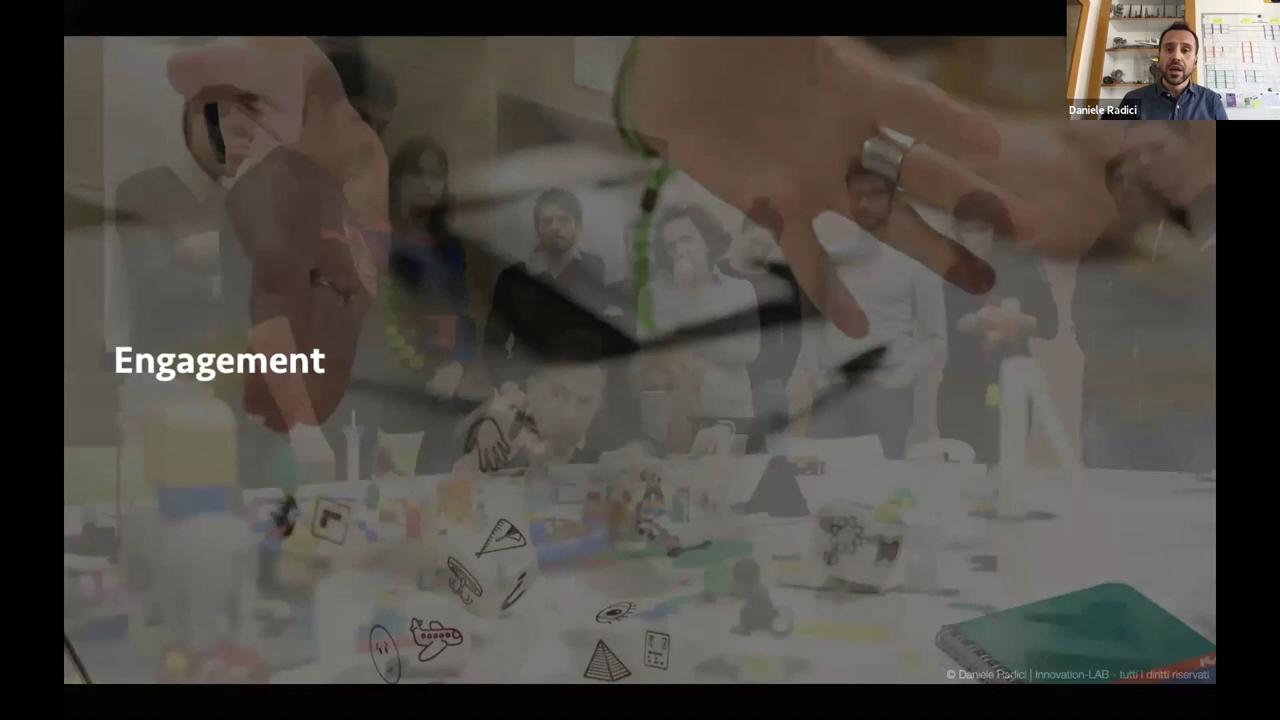 Daniele Radici
Engagement
© Daniele Radici | Innovation-LAB - tutti i diritti riservati